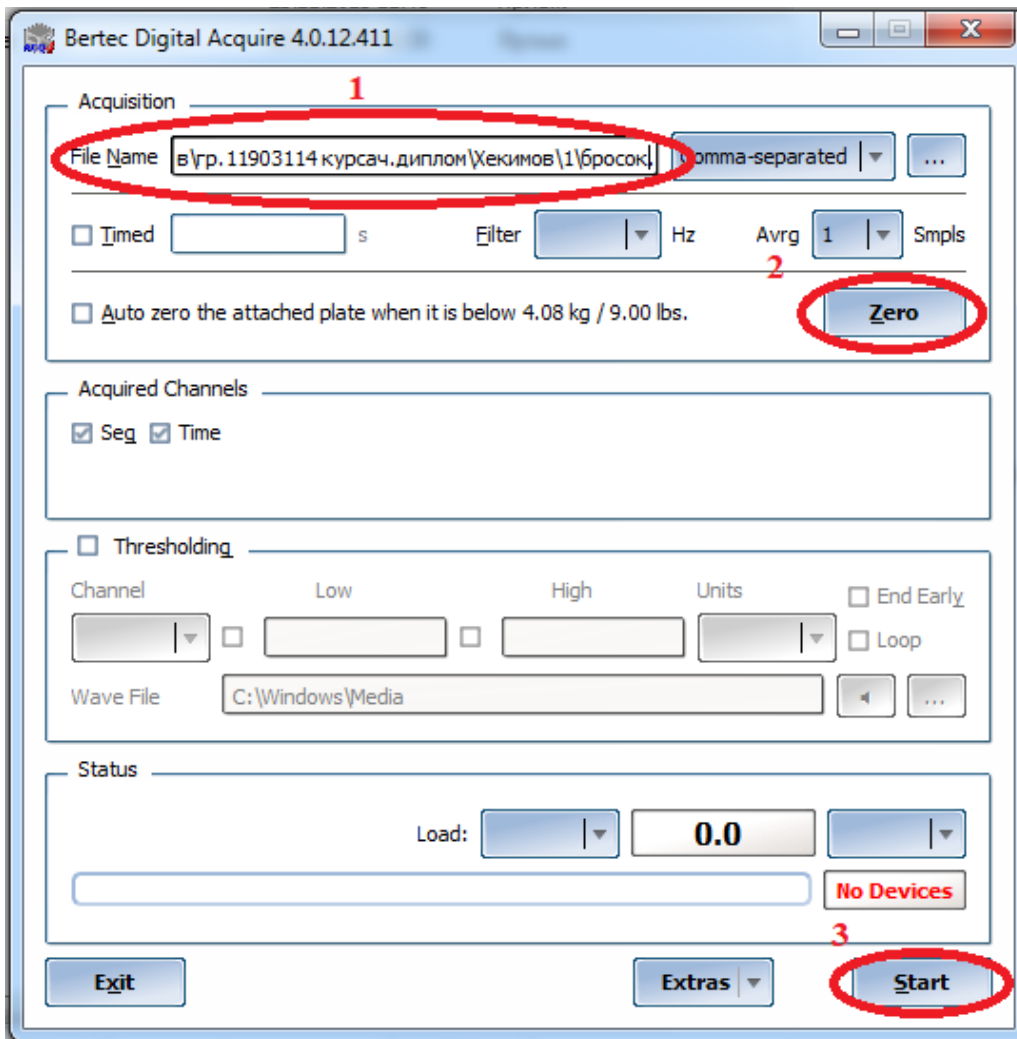 Bertec Digital Acquire 4.0.12.411
Acquisition
1
File Name в\гр.11903114 курсач.диплом\Хекимов\1\бросок. Comma-separated ...
Timed s Filter Hz Avrg 1 Smpls
2
Auto zero the attached plate when it is below 4.08 kg / 9.00 lbs. Zero
Acquired Channels
Seg Time
Thresholding
Channel Low High Units End Early
Loop
Wave File C:\Windows\Media ...
Status
Load: 0.0
No Devices
3
Exit Extras Start